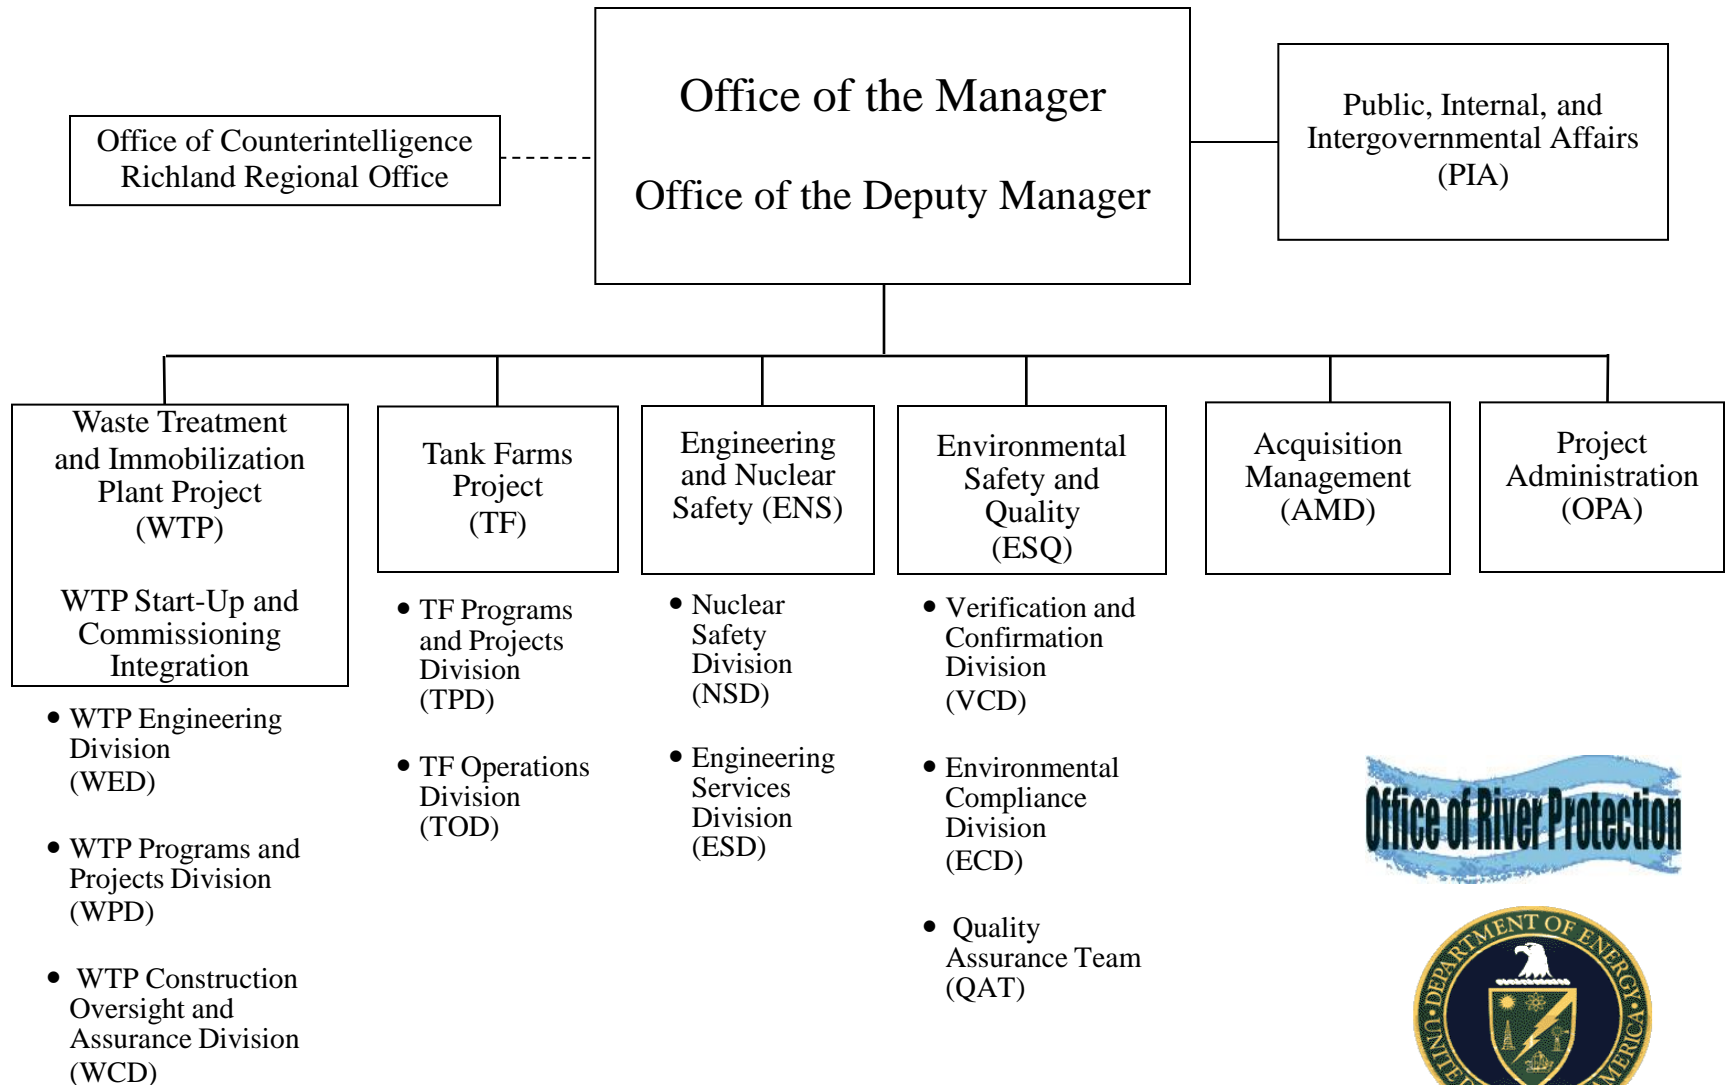 Office of the Manager
Office of the Deputy Manager
Office of Counterintelligence
Richland Regional Office
Public, Internal, and
Intergovernmental Affairs
(PIA)
Waste Treatment
and Immobilization
Plant Project
(WTP)
WTP Start-Up and
Commissioning
Integration
• WTP Engineering
Division
(WED)
• WTP Programs and
Projects Division
(WPD)
• WTP Construction
Oversight and
Assurance Division
(WCD)
Tank Farms
Project
(TF)
• TF Programs
and Projects
Division
(TPD)
• TF Operations
Division
(TOD)
Engineering
and Nuclear
Safety (ENS)
• Nuclear
Safety
Division
(NSD)
• Engineering
Services
Division
(ESD)
Environmental
Safety and
Quality
(ESQ)
• Verification and
Confirmation
Division
(VCD)
• Environmental
Compliance
Division
(ECD)
• Quality
Assurance Team
(QAT)
Acquisition
Management
(AMD)
Project
Administration
(OPA)
Office of River Protection
DEPARTMENT OF ENERGY